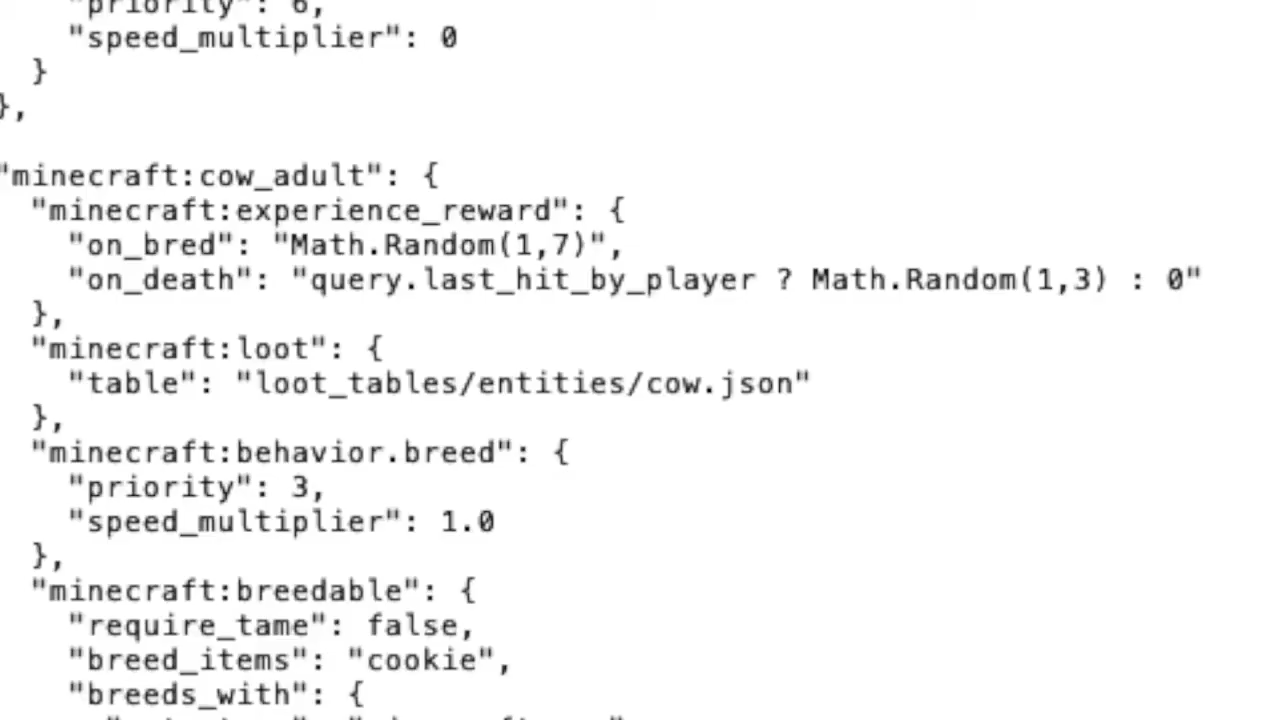 "priority": 6,
"speed_multiplier": 0
}
},
"minecraft:cow_adult": {
"minecraft:experience_reward": {
"on_bred": "Math.Random(1,7)",
"on_death": "query.last_hit_by_player ? Math.Random(1,3) : 0"
},
"minecraft:loot": {
"table": "loot_tables/entities/cow.json"
},
"minecraft:behavior.breed": {
"priority": 3,
"speed_multiplier": 1.0
},
"minecraft:breedable": {
"require_tame": false,
"breed_items": "cookie",
"breeds_with": {